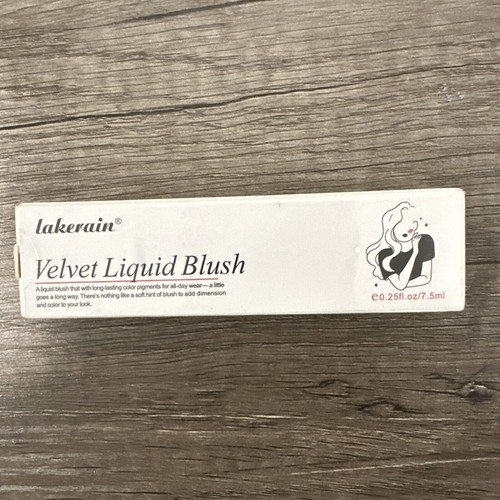 lakerain®
Velvet Liquid Blush
A liquid blush that with long-lasting color pigments for all-day wear— a little
goes a long way. There's nothing like a soft hint of blush to add dimension
and color to your look.
℮0.25fl.oz/7.5ml